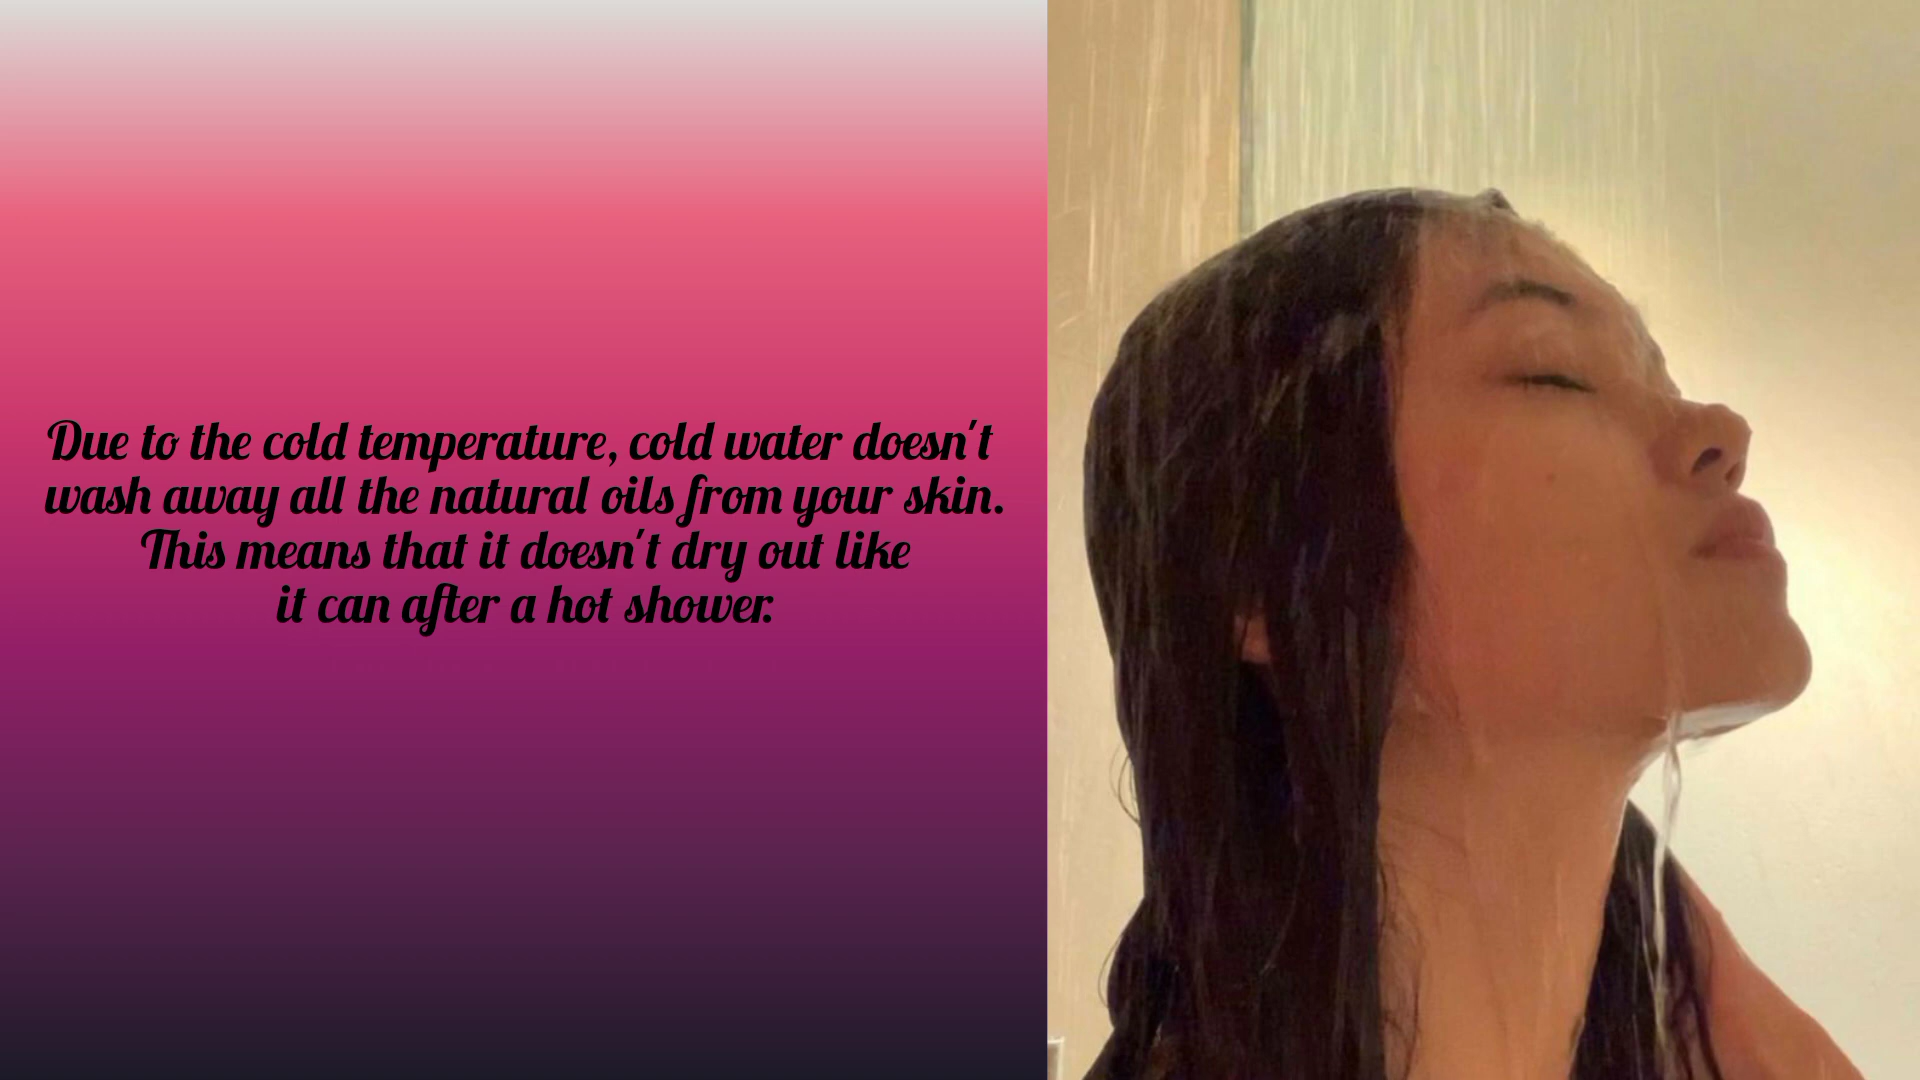 Due to the cold temperature, cold water doesn't
wash away all the natural oils from your skin.
This means that it doesn't dry out like
it can after a hot shower.